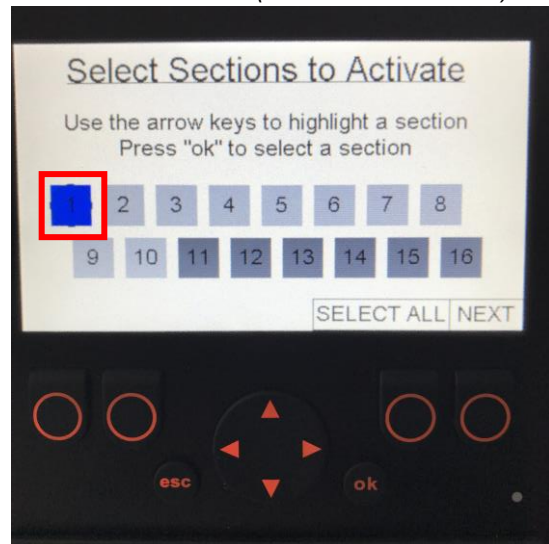 Select Sections to Activate
Use the arrow keys to highlight a section
Press "ok" to select a section
1 2 3 4 5 6 7 8
9 10 11 12 13 14 15 16
SELECT ALL NEXT
esc ok